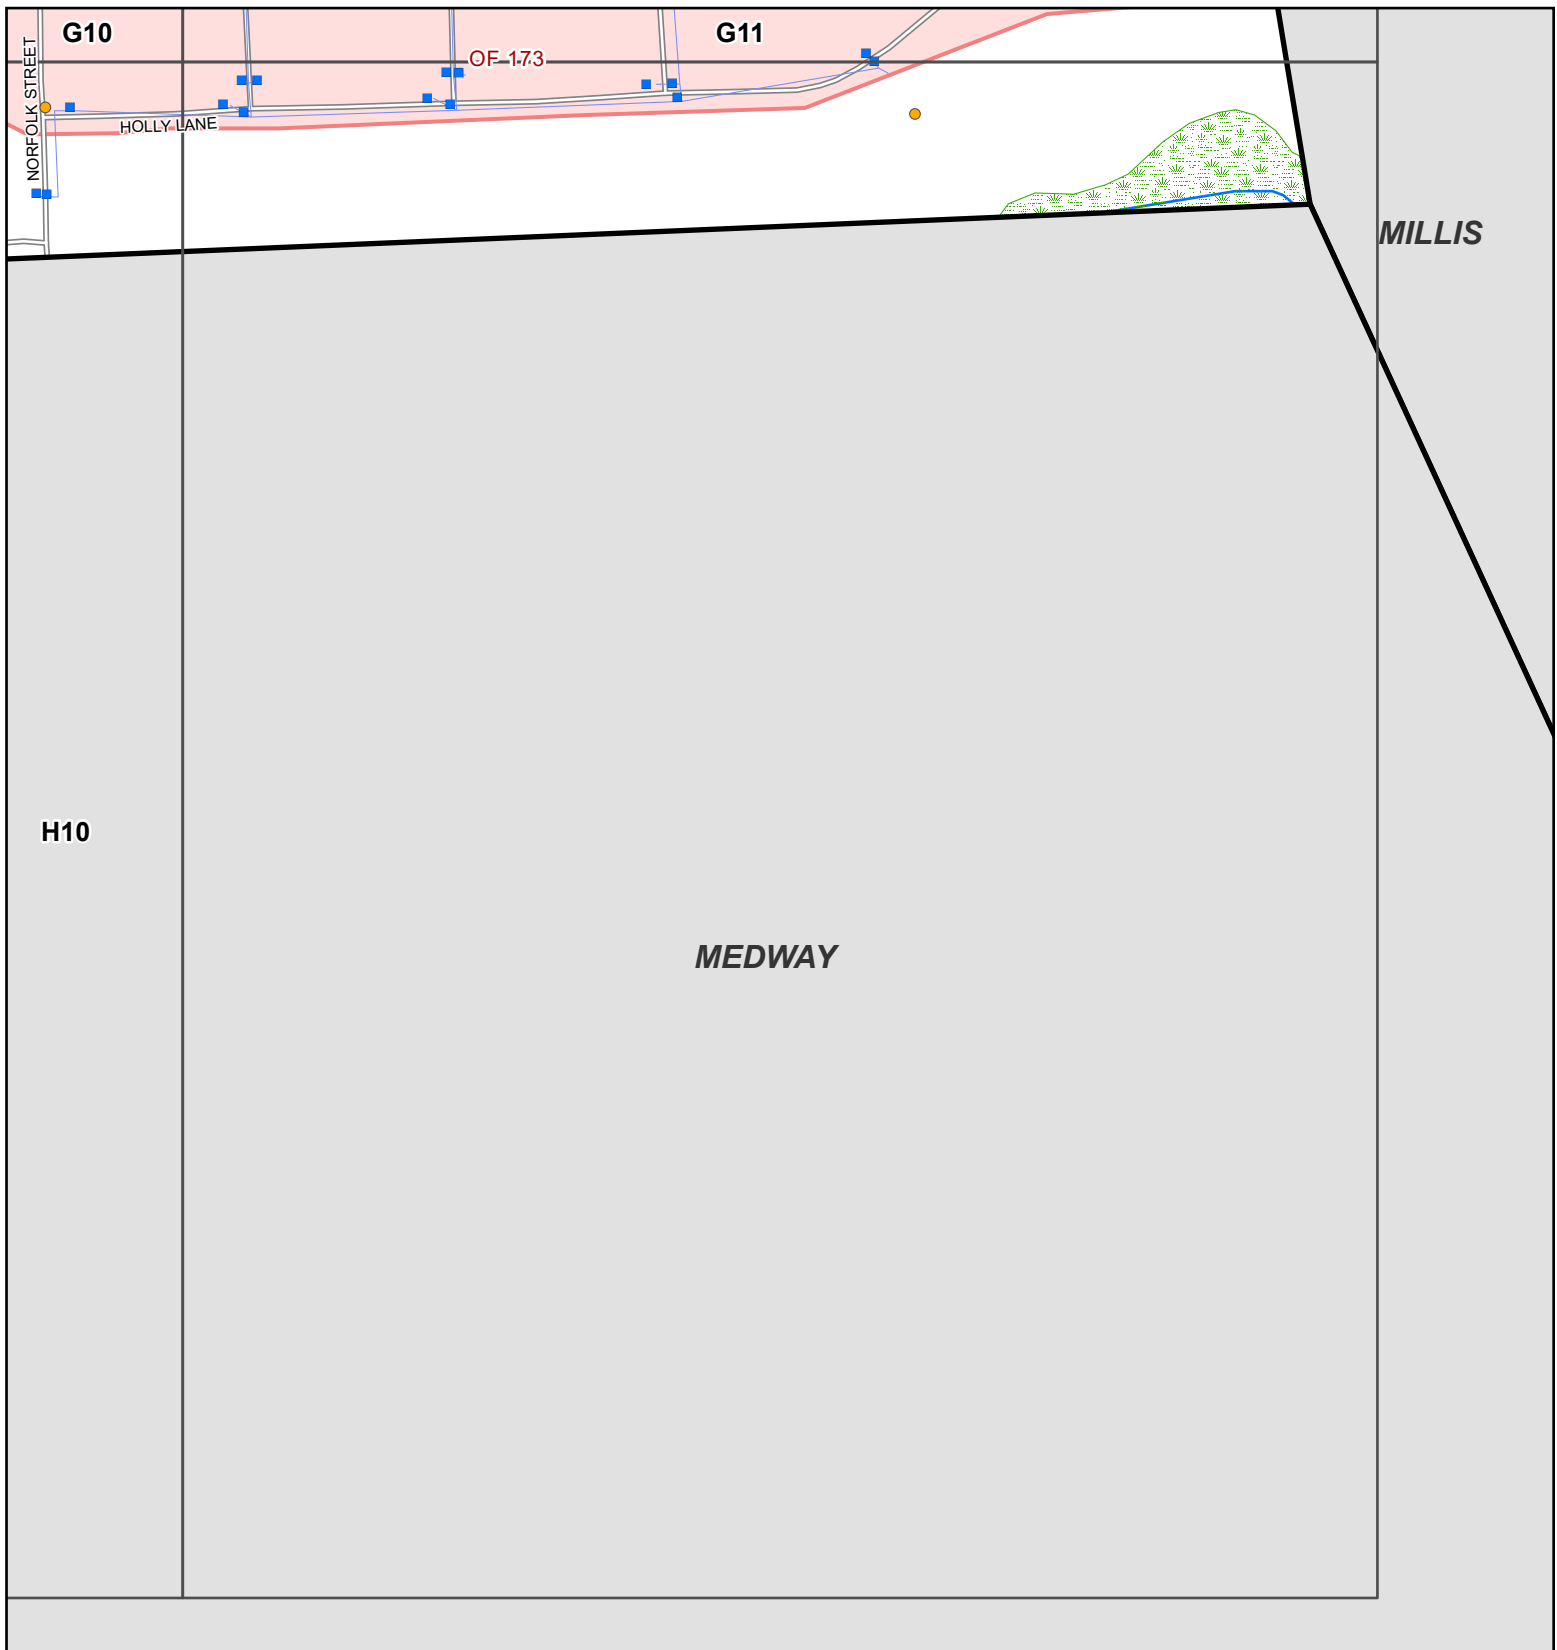 G10
G11
OF 173
NORFOLK STREET
HOLLY LANE
MILLIS
H10
MEDWAY